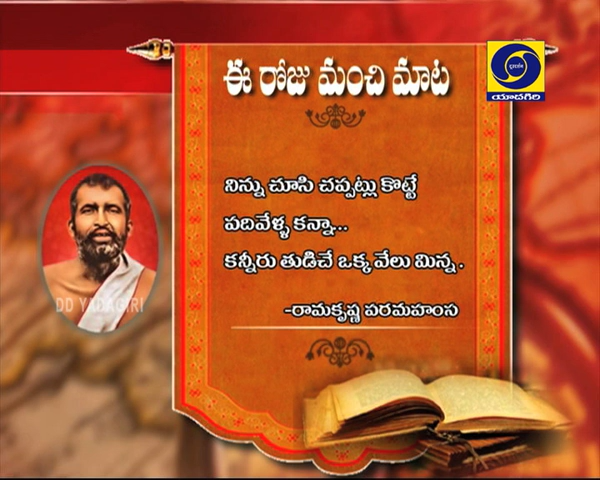 ఈ రోజు మంచి మాట
యాదగిరి
నిన్ను చూసి చప్పట్లు కొట్టే
పదివేళ్ళ కన్నా...
కన్నీరు తుడిచే ఒక్క వేలు మిన్న.
-రామకృష్ణ పరమహంస
DD YADAGIRI